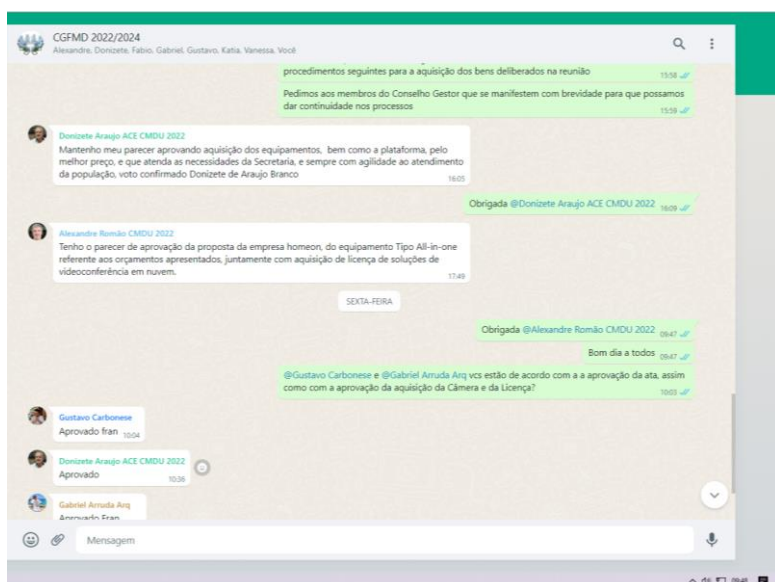 CGFMD 2022/2024
Alexandre, Donizete, Fabio, Gabriel, Gustavo, Katia, Vanessa, Você
procedimentos seguintes para a aquisição dos bens deliberados na reunião
15:58
Pedimos aos membros do Conselho Gestor que se manifestem com brevidade para que possamos
dar continuidade nos processos
15:59
Donizete Araujo ACE CMDU 2022
Mantenho meu parecer aprovando aquisição dos equipamentos, bem como a plataforma, pelo
melhor preço, e que atenda as necessidades da Secretaria, e sempre com agilidade ao atendimento
da população, voto confirmado Donizete de Araujo Branco
16:05
Obrigada @Donizete Araujo ACE CMDU 2022 16:09
Alexandre Romão CMDU 2022
Tenho o parecer de aprovação da proposta da empresa homeon, do equipamento Tipo All-in-one
referente aos orçamentos apresentados, juntamente com aquisição de licença de soluções de
videoconferência em nuvem.
17:49
SEXTA-FEIRA
Obrigada @Alexandre Romão CMDU 2022 09:47
Bom dia a todos 09:47
@Gustavo Carbonese e @Gabriel Arruda Arq vcs estão de acordo com a a aprovação da ata, assim
como com a aprovação da aquisição da Câmera e da Licença?
10:03
Gustavo Carbonese
Aprovado fran 10:04
Donizete Araujo ACE CMDU 2022
Aprovado 10:36
Gabriel Arruda Arq
Aprovado Fran
Mensagem